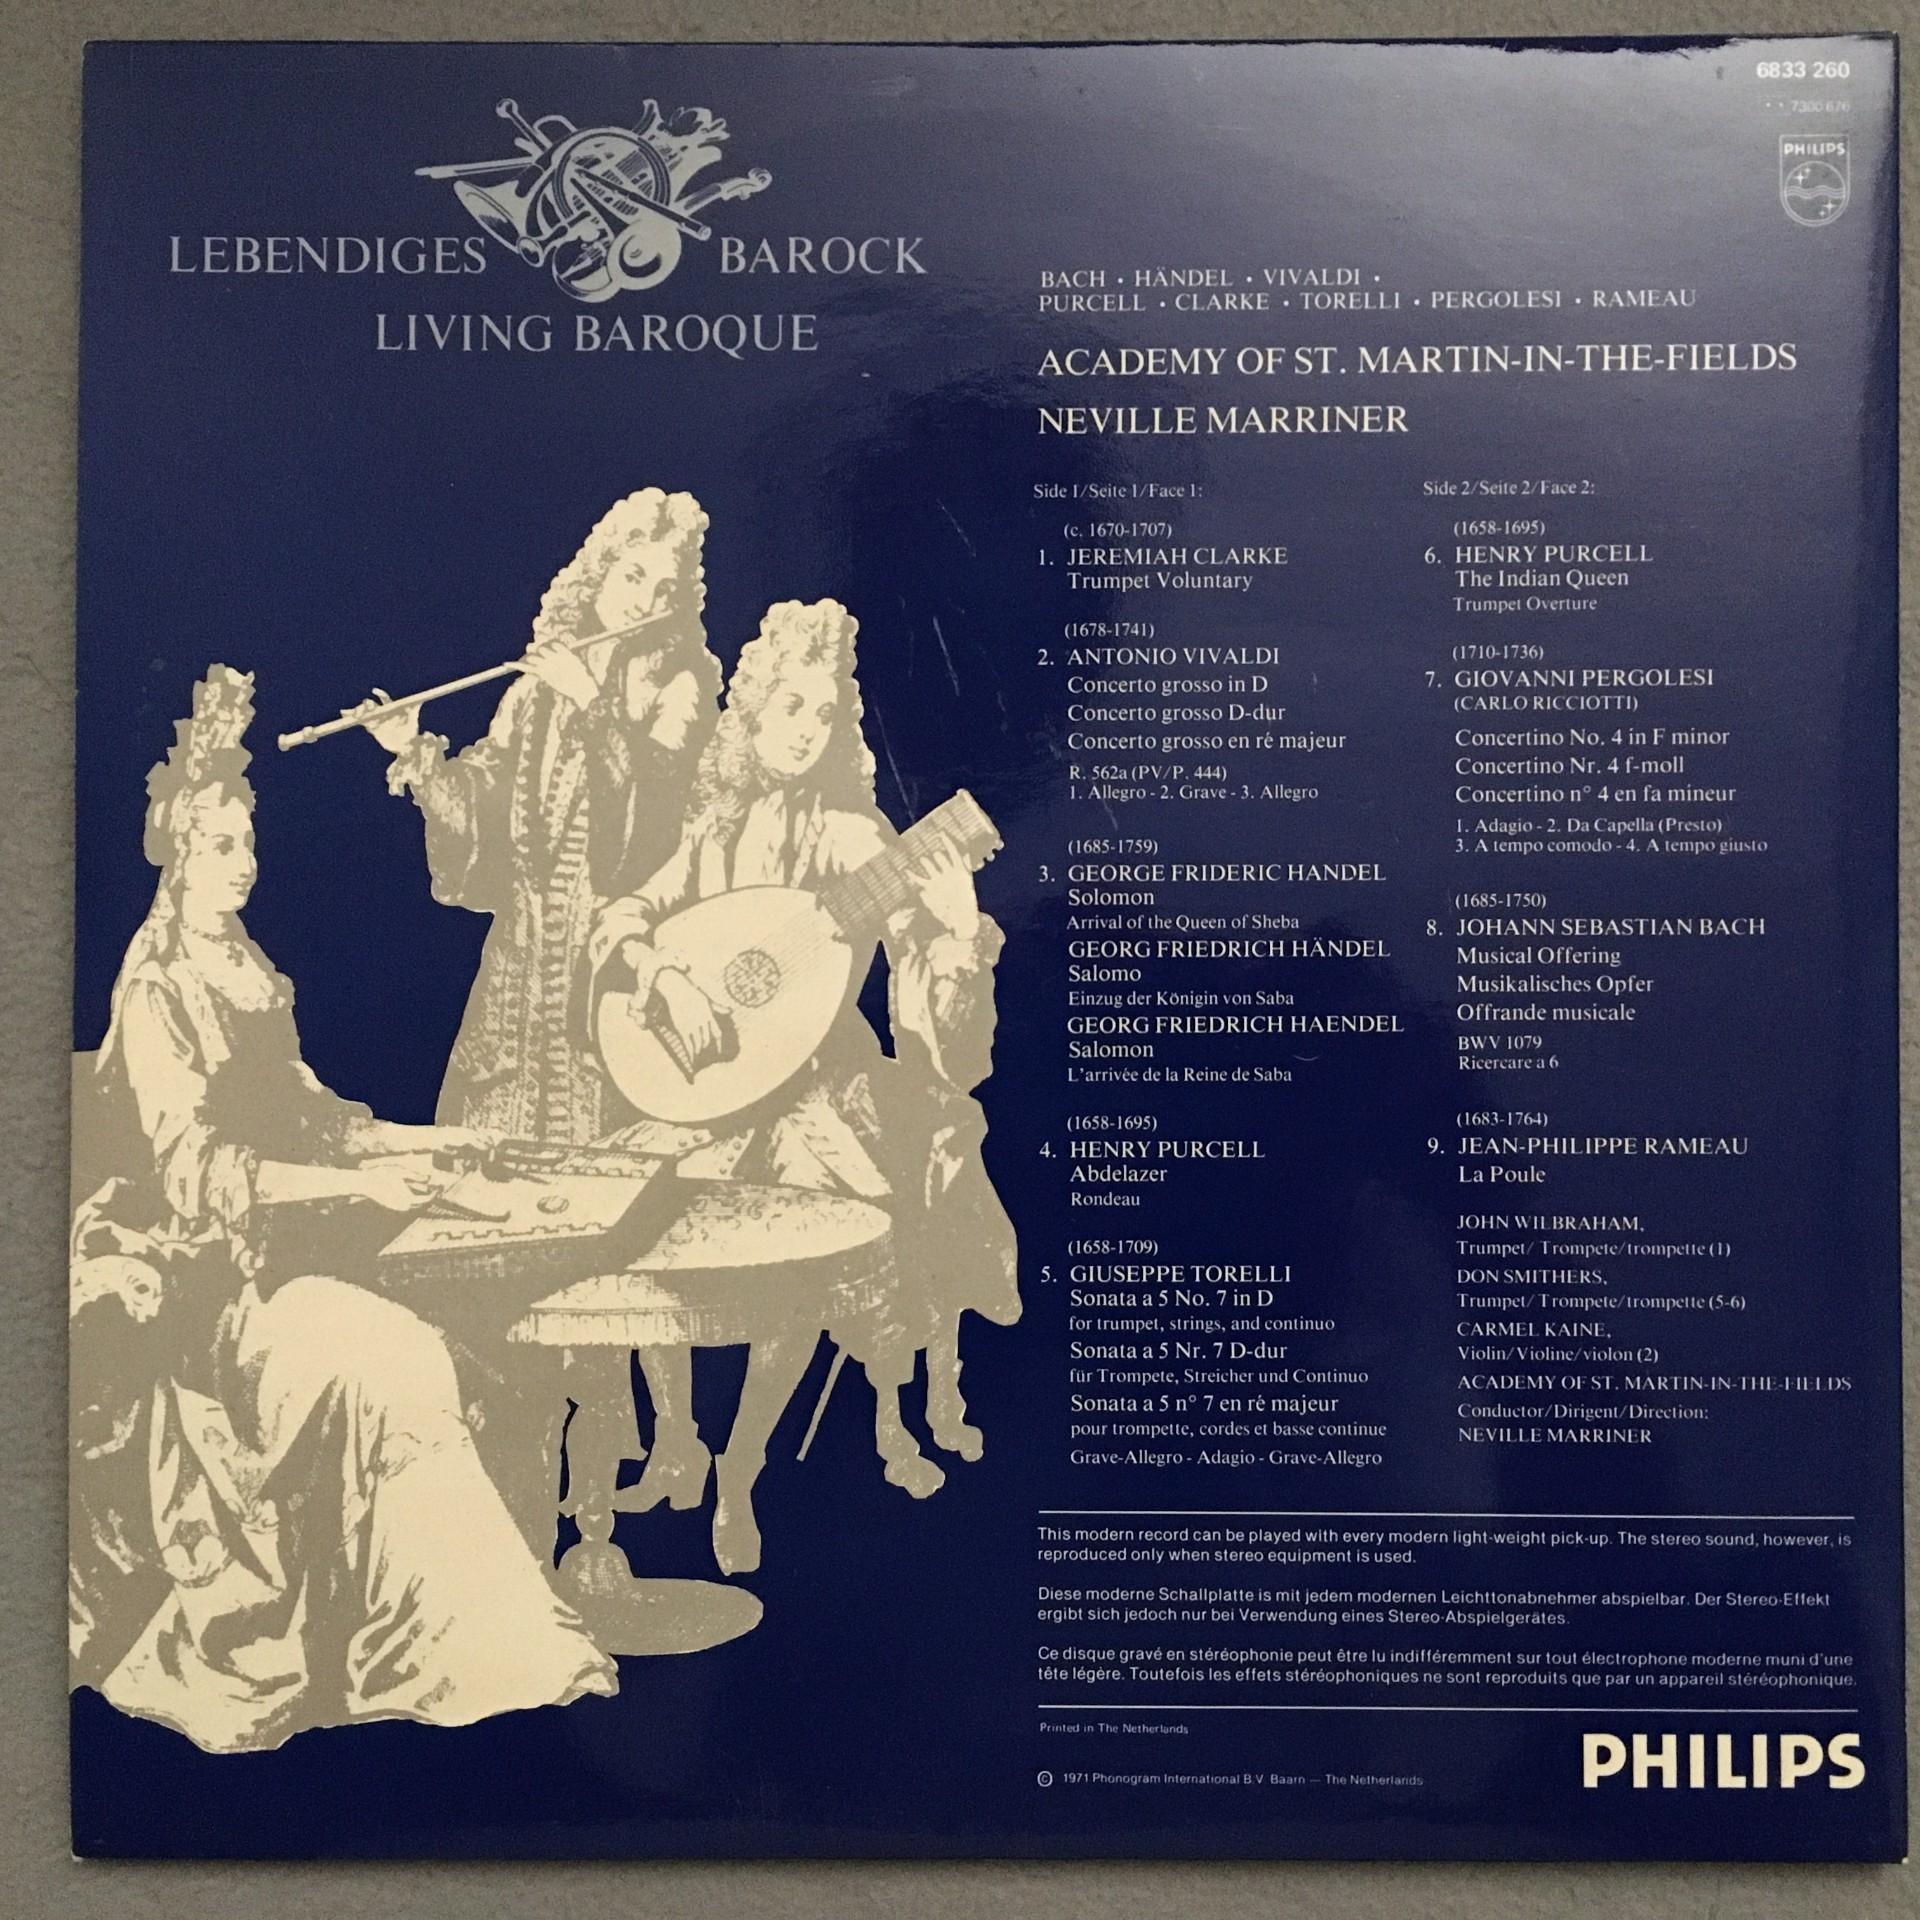 6833 260
7300 676
PHILIPS
LEBENDIGES BAROCK
LIVING BAROQUE
BACH • HÄNDEL • VIVALDI •
PURCELL • CLARKE • TORELLI • PERGOLESI • RAMEAU
ACADEMY OF ST. MARTIN-IN-THE-FIELDS
NEVILLE MARRINER
Side 1/Seite 1/Face 1:
(c. 1670-1707)
1. JEREMIAH CLARKE
Trumpet Voluntary
(1678-1741)
2. ANTONIO VIVALDI
Concerto grosso in D
Concerto grosso D-dur
Concerto grosso en ré majeur
R. 562a (PV/P. 444)
1. Allegro - 2. Grave - 3. Allegro
(1685-1759)
3. GEORGE FRIDERIC HANDEL
Solomon
Arrival of the Queen of Sheba
GEORG FRIEDRICH HÄNDEL
Salomo
Einzug der Königin von Saba
GEORG FRIEDRICH HAENDEL
Salomon
L'arrivée de la Reine de Saba
(1658-1695)
4. HENRY PURCELL
Abdelazer
Rondeau
(1658-1709)
5. GIUSEPPE TORELLI
Sonata a 5 No. 7 in D
for trumpet, strings, and continuo
Sonata a 5 Nr. 7 D-dur
für Trompete, Streicher und Continuo
Sonata a 5 n° 7 en ré majeur
pour trompette, cordes et basse continue
Grave-Allegro - Adagio - Grave-Allegro
Side 2/Seite 2/Face 2:
(1658-1695)
6. HENRY PURCELL
The Indian Queen
Trumpet Overture
(1710-1736)
7. GIOVANNI PERGOLESI
(CARLO RICCIOTTI)
Concertino No. 4 in F minor
Concertino Nr. 4 f-moll
Concertino n° 4 en fa mineur
1. Adagio - 2. Da Capella (Presto)
3. A tempo comodo - 4. A tempo giusto
(1685-1750)
8. JOHANN SEBASTIAN BACH
Musical Offering
Musikalisches Opfer
Offrande musicale
BWV 1079
Ricercare a 6
(1683-1764)
9. JEAN-PHILIPPE RAMEAU
La Poule
JOHN WILBRAHAM,
Trumpet/Trompete/trompette (1)
DON SMITHERS,
Trumpet/Trompete/trompette (5-6)
CARMEL KAINE,
Violin/Violine/violon (2)
ACADEMY OF ST. MARTIN-IN-THE-FIELDS
Conductor/Dirigent/Direction:
NEVILLE MARRINER
This modern record can be played with every modern light-weight pick-up. The stereo sound, however, is
reproduced only when stereo equipment is used.
Diese moderne Schallplatte is mit jedem modernen Leichttonabnehmer abspielbar. Der Stereo-Effekt
ergibt sich jedoch nur bei Verwendung eines Stereo-Abspielgerätes.
Ce disque gravé en stéréophonie peut être lu indifféremment sur tout électrophone moderne muni d'une
tête légère. Toutefois les effets stéréophoniques ne sont reproduits que par un appareil stéréophonique.
Printed in The Netherlands
© 1971 Phonogram International B.V. Baarn — The Netherlands
PHILIPS